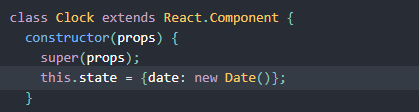 class Clock extends React.Component {
  constructor(props) {
    super(props);
    this.state = {date: new Date()};
  }